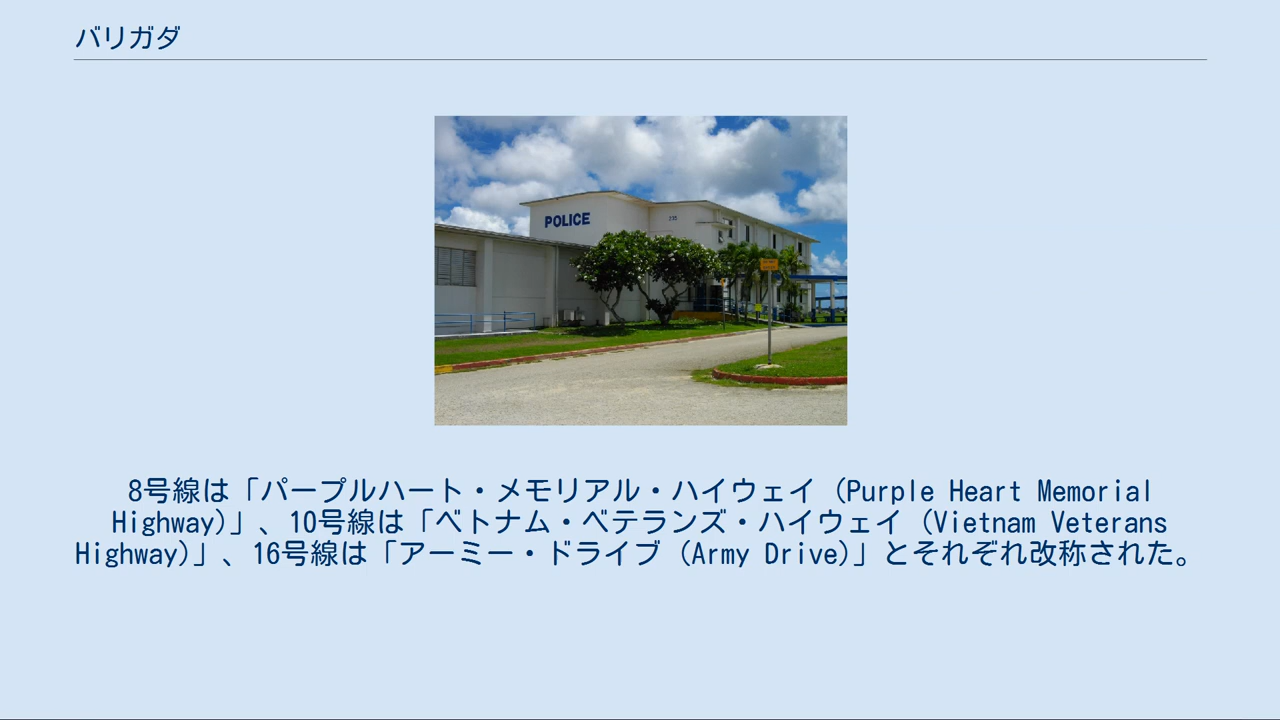 バリガダ
POLICE
8号線は「パープルハート・メモリアル・ハイウェイ (Purple Heart Memorial
Highway)」、10号線は「ベトナム・ベテランズ・ハイウェイ (Vietnam Veterans
Highway)」、16号線は「アーミー・ドライブ (Army Drive)」とそれぞれ改称された。